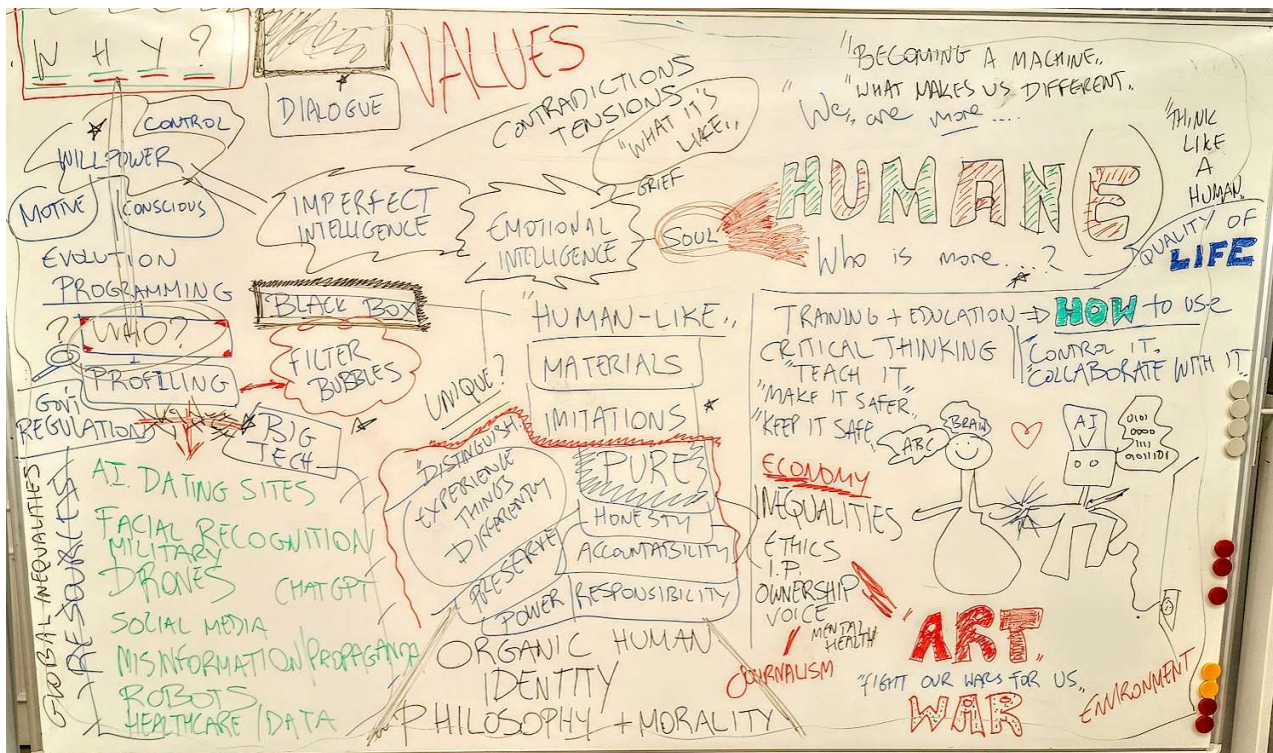 WHY?
DIALOGUE
VALUES
CONTROL
WILLPOWER
MOTIVE
CONSCIOUS
EVOLUTION
PROGRAMMING
?
WHO?
PROFILING
GOV'T
REGULATION
BIG
TECH
IMPERFECT
INTELLIGENCE
"BLACK BOX
FILTER
BUBBLES
CONTRADICTIONS
TENSIONS
"WHAT IT'S
LIKE"
GRIEF
EMOTIONAL
INTELLIGENCE
SOUL
"BECOMING A MACHINE"
"WHAT MAKES US DIFFERENT"
"We" are more....
HUMANE
Who is more...?
"THINK
LIKE
A
HUMAN"
QUALITY OF
LIFE
UNIQUE?
"HUMAN-LIKE"
MATERIALS
IMITATIONS
"DISTINGUISH"
EXPERIENCE
THINGS
DIFFERENTLY
PRESERVE
POWER
PURE
HONESTY
ACCOUNTABILITY
RESPONSIBILITY
ORGANIC HUMAN
IDENTITY
PHILOSOPHY + MORALITY
GLOBAL INEQUALITIES
RESOURCES
A.I. DATING SITES
FACIAL RECOGNITION
MILITARY
DRONES
CHATGPT
SOCIAL MEDIA
MISINFORMATION/PROPAGANDA
ROBOTS
HEALTHCARE/DATA
TRAINING + EDUCATION → HOW to use
CRITICAL THINKING
"TEACH IT"
"MAKE IT SAFER"
"KEEP IT SAFE"
"CONTROL IT"
"COLLABORATE WITH IT"
ABC
BRAIN
AI
0101
0000
1111
0011101
ECONOMY
INEQUALITIES
ETHICS
I.P.
OWNERSHIP
VOICE
MENTAL
HEALTH
JOURNALISM
"ART"
"FIGHT OUR WARS FOR US"
WAR
ENVIRONMENT